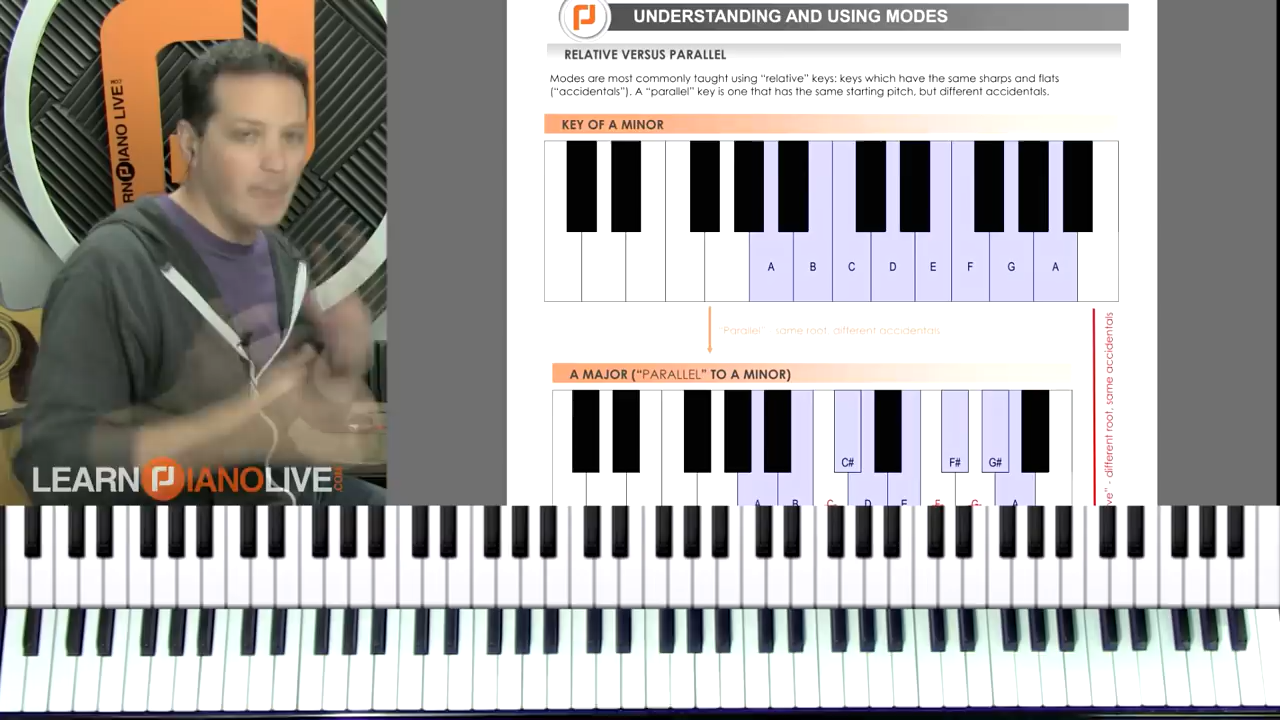 UNDERSTANDING AND USING MODES
RELATIVE VERSUS PARALLEL
Modes are most commonly taught using “relative” keys: keys which have the same sharps and flats
(“accidentals”). A “parallel” key is one that has the same starting pitch, but different accidentals.
KEY OF A MINOR
A B C D E F G A
"Parallel" - same root, different accidentals
A MAJOR (“PARALLEL” TO A MINOR)
C# F# G#
A B C D E F G A
- different root, same accidentals
PIANO LIVE
LEARN PIANOLIVE.com